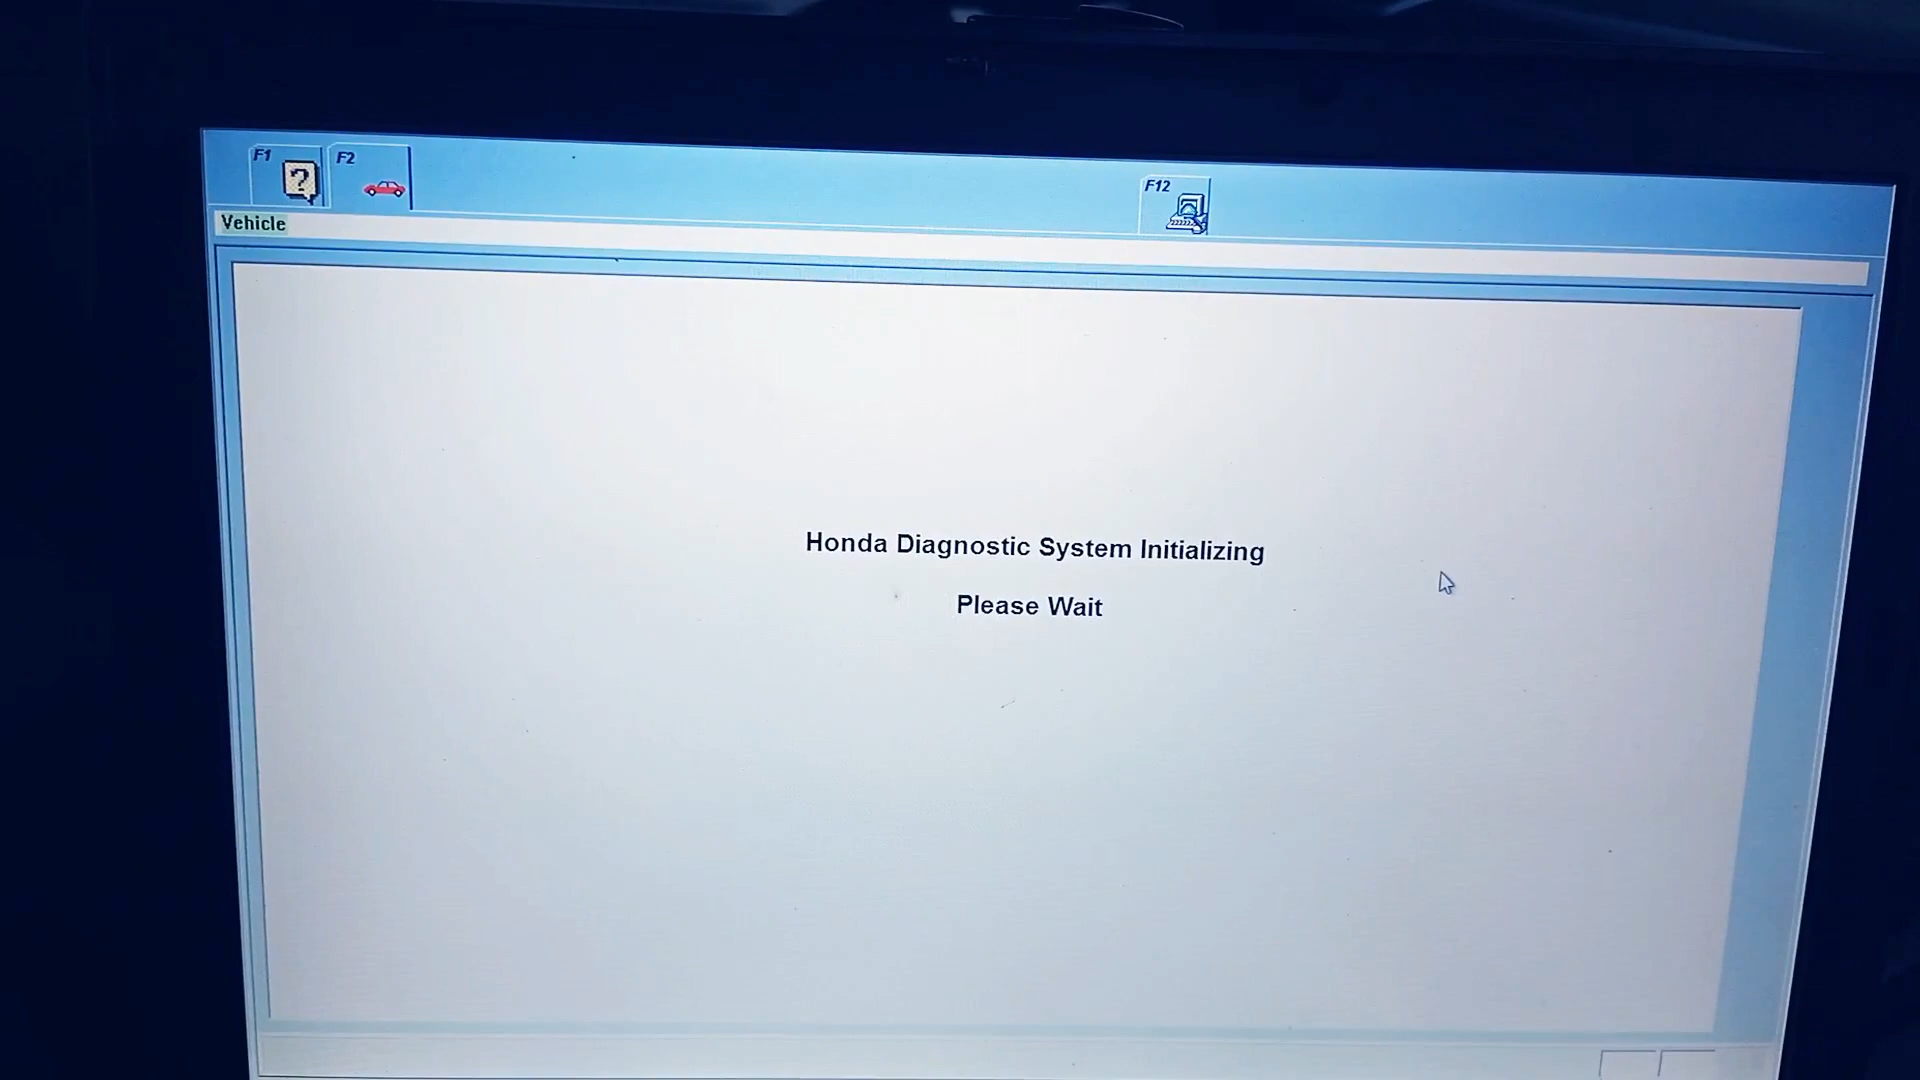 F1
F2
F12
Vehicle
Honda Diagnostic System Initializing
Please Wait